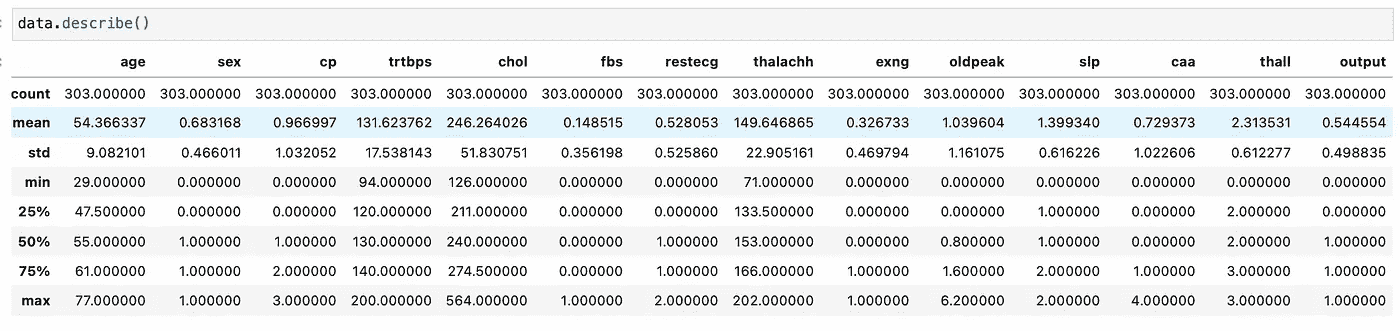 data.describe()
age sex cp trtbps chol fbs restecg thalachh exng oldpeak slp caa thall output
count 303.000000 303.000000 303.000000 303.000000 303.000000 303.000000 303.000000 303.000000 303.000000 303.000000 303.000000 303.000000 303.000000 303.000000
mean 54.366337 0.683168 0.966997 131.623762 246.264026 0.148515 0.528053 149.646865 0.326733 1.039604 1.399340 0.729373 2.313531 0.544554
std 9.082101 0.466011 1.032052 17.538143 51.830751 0.356198 0.525860 22.905161 0.469794 1.161075 0.616226 1.022606 0.612277 0.498835
min 29.000000 0.000000 0.000000 94.000000 126.000000 0.000000 0.000000 71.000000 0.000000 0.000000 0.000000 0.000000 0.000000 0.000000
25% 47.500000 0.000000 0.000000 120.000000 211.000000 0.000000 0.000000 133.500000 0.000000 0.000000 1.000000 0.000000 2.000000 0.000000
50% 55.000000 1.000000 1.000000 130.000000 240.000000 0.000000 1.000000 153.000000 0.000000 0.800000 1.000000 0.000000 2.000000 1.000000
75% 61.000000 1.000000 2.000000 140.000000 274.500000 0.000000 1.000000 166.000000 1.000000 1.600000 2.000000 1.000000 3.000000 1.000000
max 77.000000 1.000000 3.000000 200.000000 564.000000 1.000000 2.000000 202.000000 1.000000 6.200000 2.000000 4.000000 3.000000 1.000000